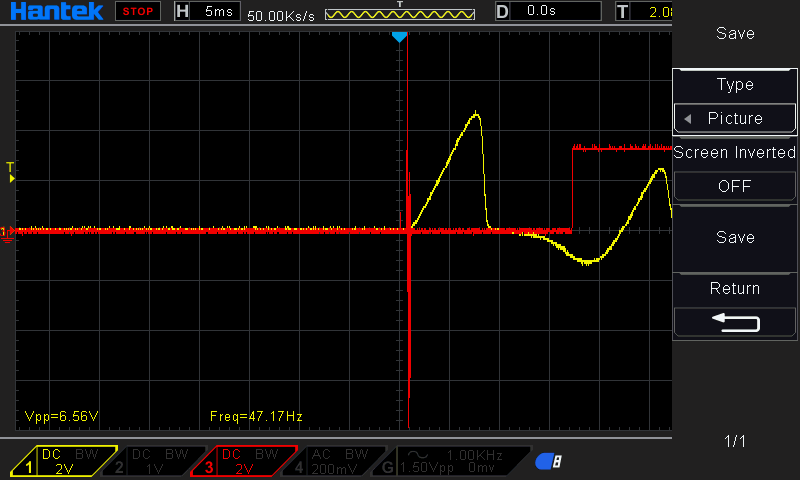 Hantek STOP H 5ms 50.00Ks/s T D 0.0s T 2.0
Save
Type
Picture
Screen Inverted
OFF
Save
Return
T
1
Vpp=6.56V Freq=47.17Hz
1/1
1 DC BW 2V 2 DC BW 1V 3 DC BW 2V 4 AC BW 200mV G 1.00KHz 1.50Vpp 0mv